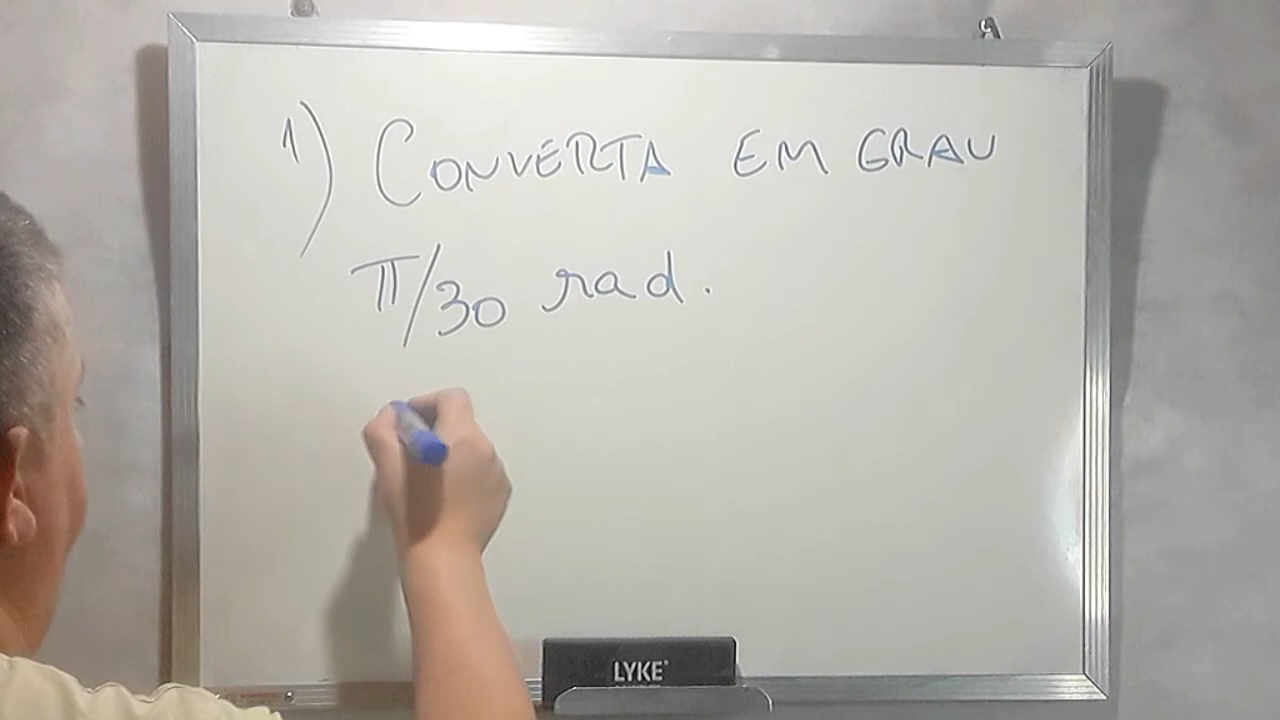 1) CONVERTA EM GRAU
π/30 rad.
LYKE